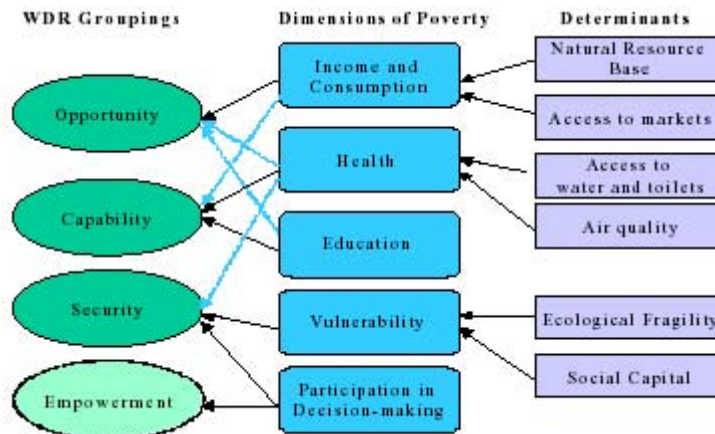 WDR Groupings
Dimensions of Poverty
Determinants
Opportunity
Capability
Security
Empowerment
Income and
Consumption
Health
Education
Vulnerability
Participation in
Decision-making
Natural Resource
Base
Access to markets
Access to
water and toilets
Air quality
Ecological Fragility
Social Capital